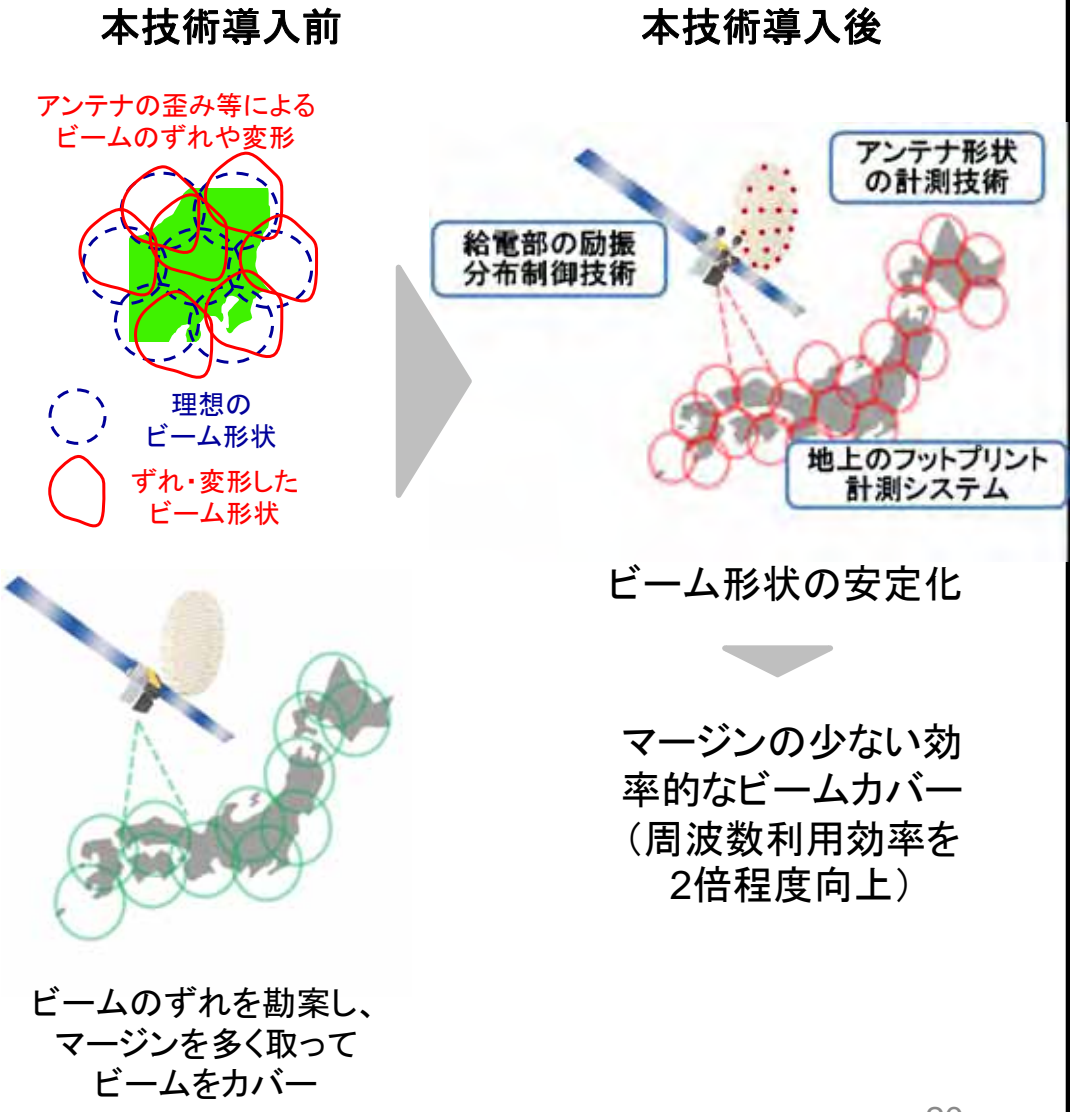 本技術導入前
アンテナの歪み等による
ビームのずれや変形
理想の
ビーム形状
ずれ・変形した
ビーム形状
ビームのずれを勘案し、
マージンを多く取って
ビームをカバー
本技術導入後
アンテナ形状
の計測技術
給電部の励振
分布制御技術
地上のフットプリント
計測システム
ビーム形状の安定化
マージンの少ない効
率的なビームカバー
（周波数利用効率を
2倍程度向上）